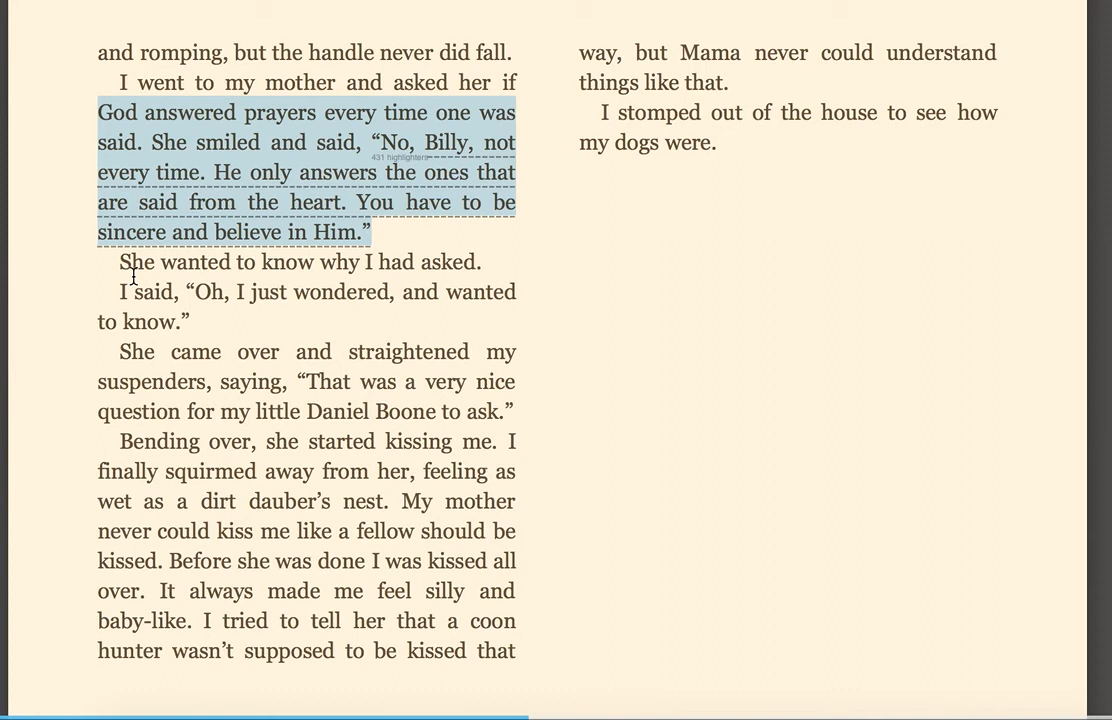 and romping, but the handle never did fall.
I went to my mother and asked her if
God answered prayers every time one was
said. She smiled and said, “No, Billy, not
431 highlighters
every time. He only answers the ones that
are said from the heart. You have to be
sincere and believe in Him.”
She wanted to know why I had asked.
I said, “Oh, I just wondered, and wanted
to know.”
She came over and straightened my
suspenders, saying, “That was a very nice
question for my little Daniel Boone to ask.”
Bending over, she started kissing me. I
finally squirmed away from her, feeling as
wet as a dirt dauber’s nest. My mother
never could kiss me like a fellow should be
kissed. Before she was done I was kissed all
over. It always made me feel silly and
baby-like. I tried to tell her that a coon
hunter wasn’t supposed to be kissed that
way, but Mama never could understand
things like that.
I stomped out of the house to see how
my dogs were.